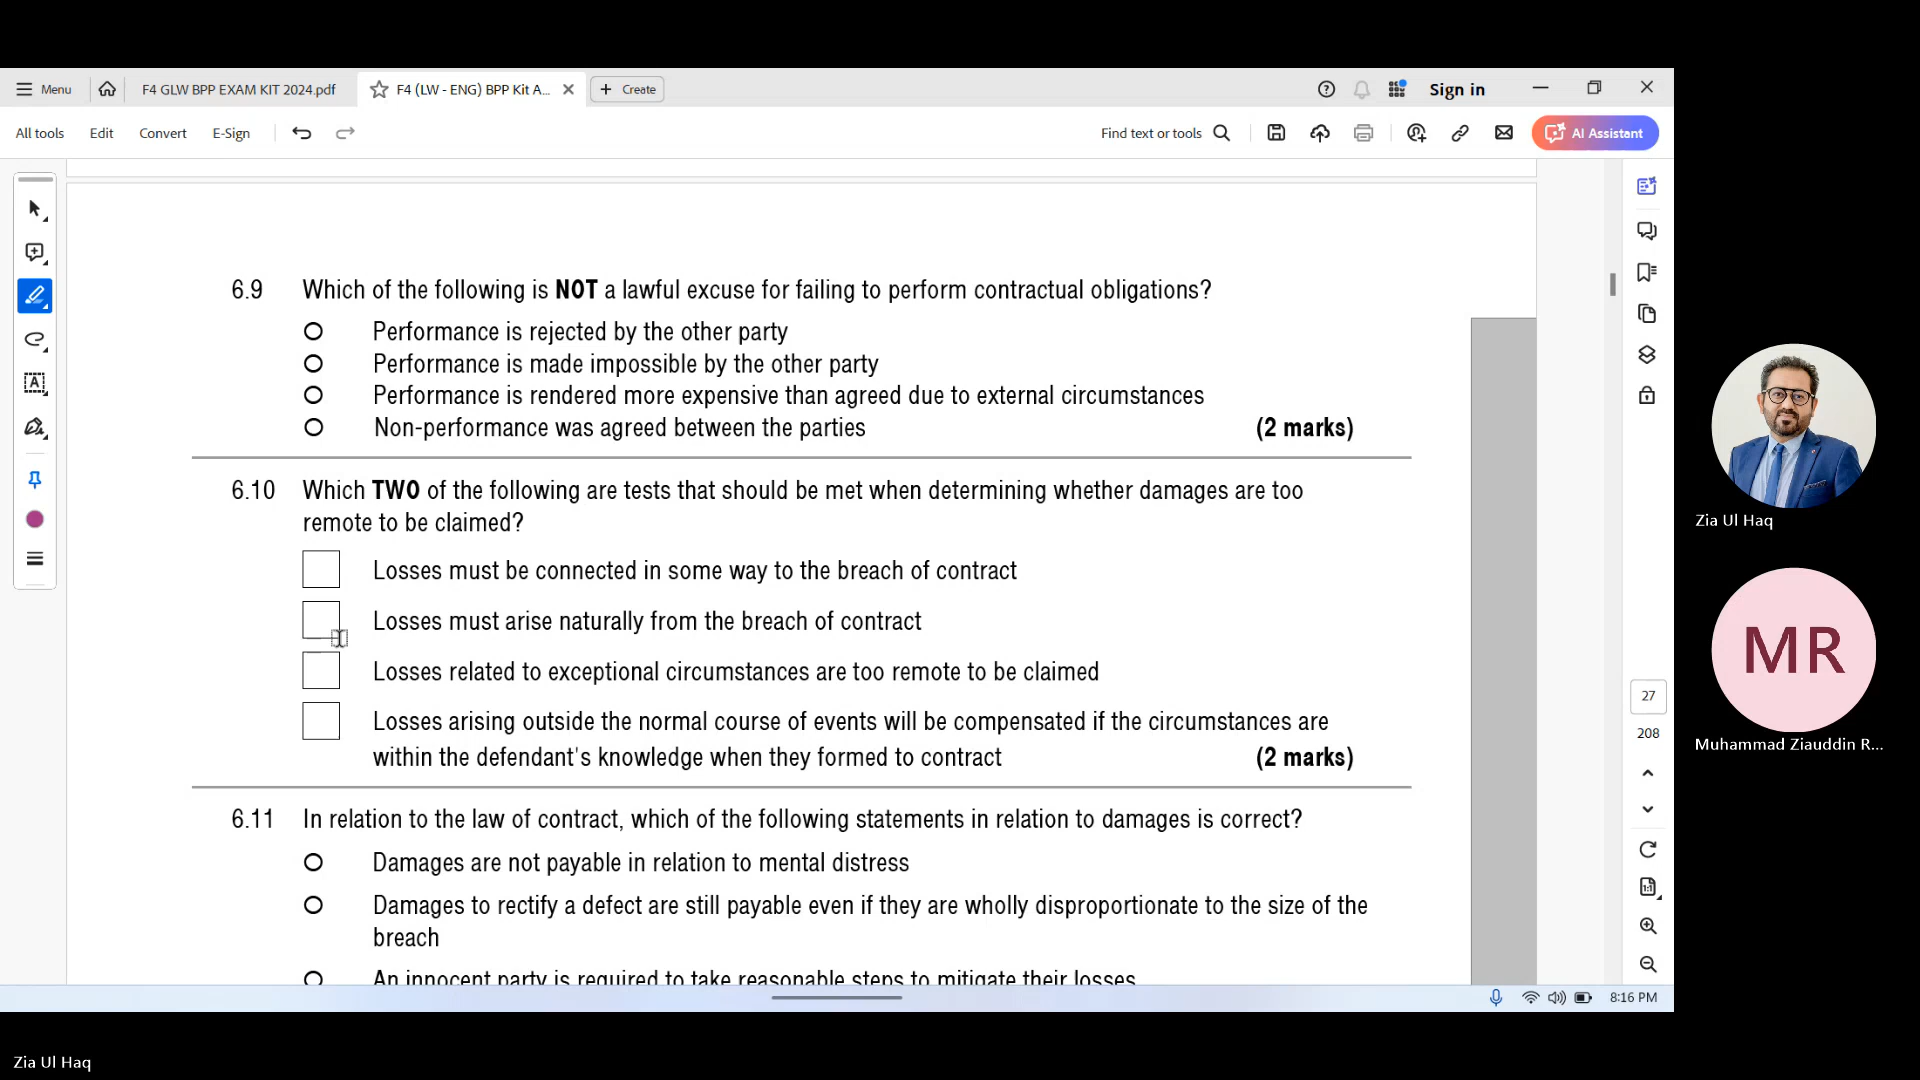 Menu
F4 GLW BPP EXAM KIT 2024.pdf
F4 (LW - ENG) BPP Kit A...
Create
Sign in
All tools
Edit
Convert
E-Sign
Find text or tools
AI Assistant
6.9 Which of the following is NOT a lawful excuse for failing to perform contractual obligations?
Performance is rejected by the other party
Performance is made impossible by the other party
Performance is rendered more expensive than agreed due to external circumstances
Non-performance was agreed between the parties (2 marks)
6.10 Which TWO of the following are tests that should be met when determining whether damages are too
remote to be claimed?
Losses must be connected in some way to the breach of contract
Losses must arise naturally from the breach of contract
Losses related to exceptional circumstances are too remote to be claimed
Losses arising outside the normal course of events will be compensated if the circumstances are
within the defendant's knowledge when they formed to contract (2 marks)
6.11 In relation to the law of contract, which of the following statements in relation to damages is correct?
Damages are not payable in relation to mental distress
Damages to rectify a defect are still payable even if they are wholly disproportionate to the size of the
breach
An innocent party is required to take reasonable steps to mitigate their losses
27
208
1:1
8:16 PM
Zia Ul Haq
MR
Muhammad Ziauddin R...
Zia Ul Haq